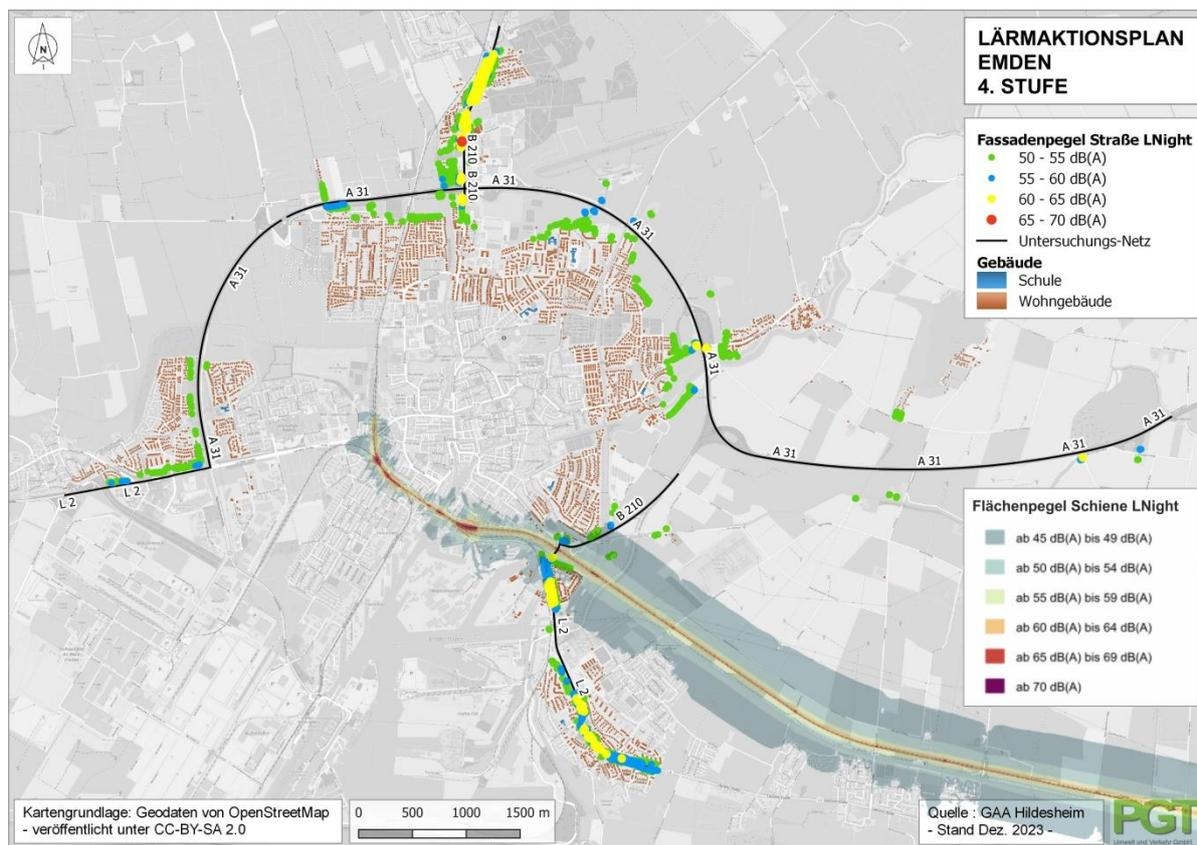 N
LÄRMAKTIONSPLAN
EMDEN
4. STUFE
Fassadenpegel Straße LNight
50 - 55 dB(A)
55 - 60 dB(A)
60 - 65 dB(A)
65 - 70 dB(A)
Untersuchungs-Netz
Gebäude
Schule
Wohngebäude
B 210, B 210
A 31
A 31
A 31
A 31
A 31
A 31
L 2
L 2
A 31
A 31
A 31
A 31
B 210
L 2
L 2
Flächenpegel Schiene LNight
ab 45 dB(A) bis 49 dB(A)
ab 50 dB(A) bis 54 dB(A)
ab 55 dB(A) bis 59 dB(A)
ab 60 dB(A) bis 64 dB(A)
ab 65 dB(A) bis 69 dB(A)
ab 70 dB(A)
Kartengrundlage: Geodaten von OpenStreetMap
- veröffentlicht unter CC-BY-SA 2.0
0 500 1000 1500 m
Quelle : GAA Hildesheim
- Stand Dez. 2023 -
PGT
Umwelt und Verkehr GmbH